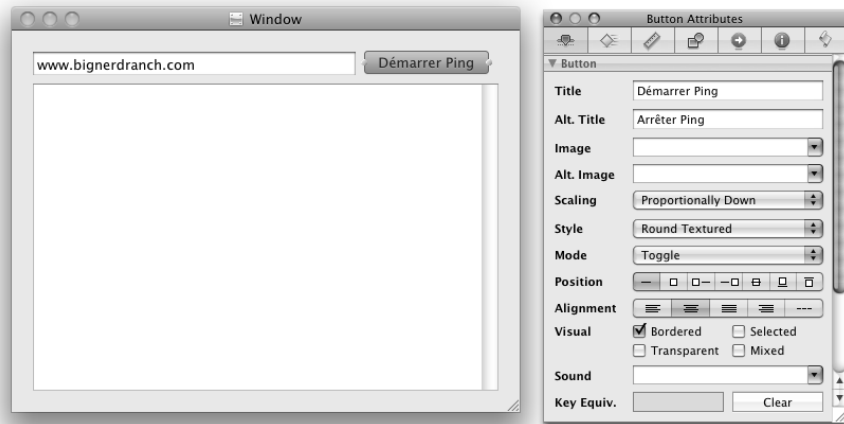 Window
www.bignerdranch.com
Démarrer Ping
Button Attributes
Button
Title
Démarrer Ping
Alt. Title
Arrêter Ping
Image
Alt. Image
Scaling
Proportionally Down
Style
Round Textured
Mode
Toggle
Position
Alignment
Visual
Bordered
Selected
Transparent
Mixed
Sound
Key Equiv.
Clear